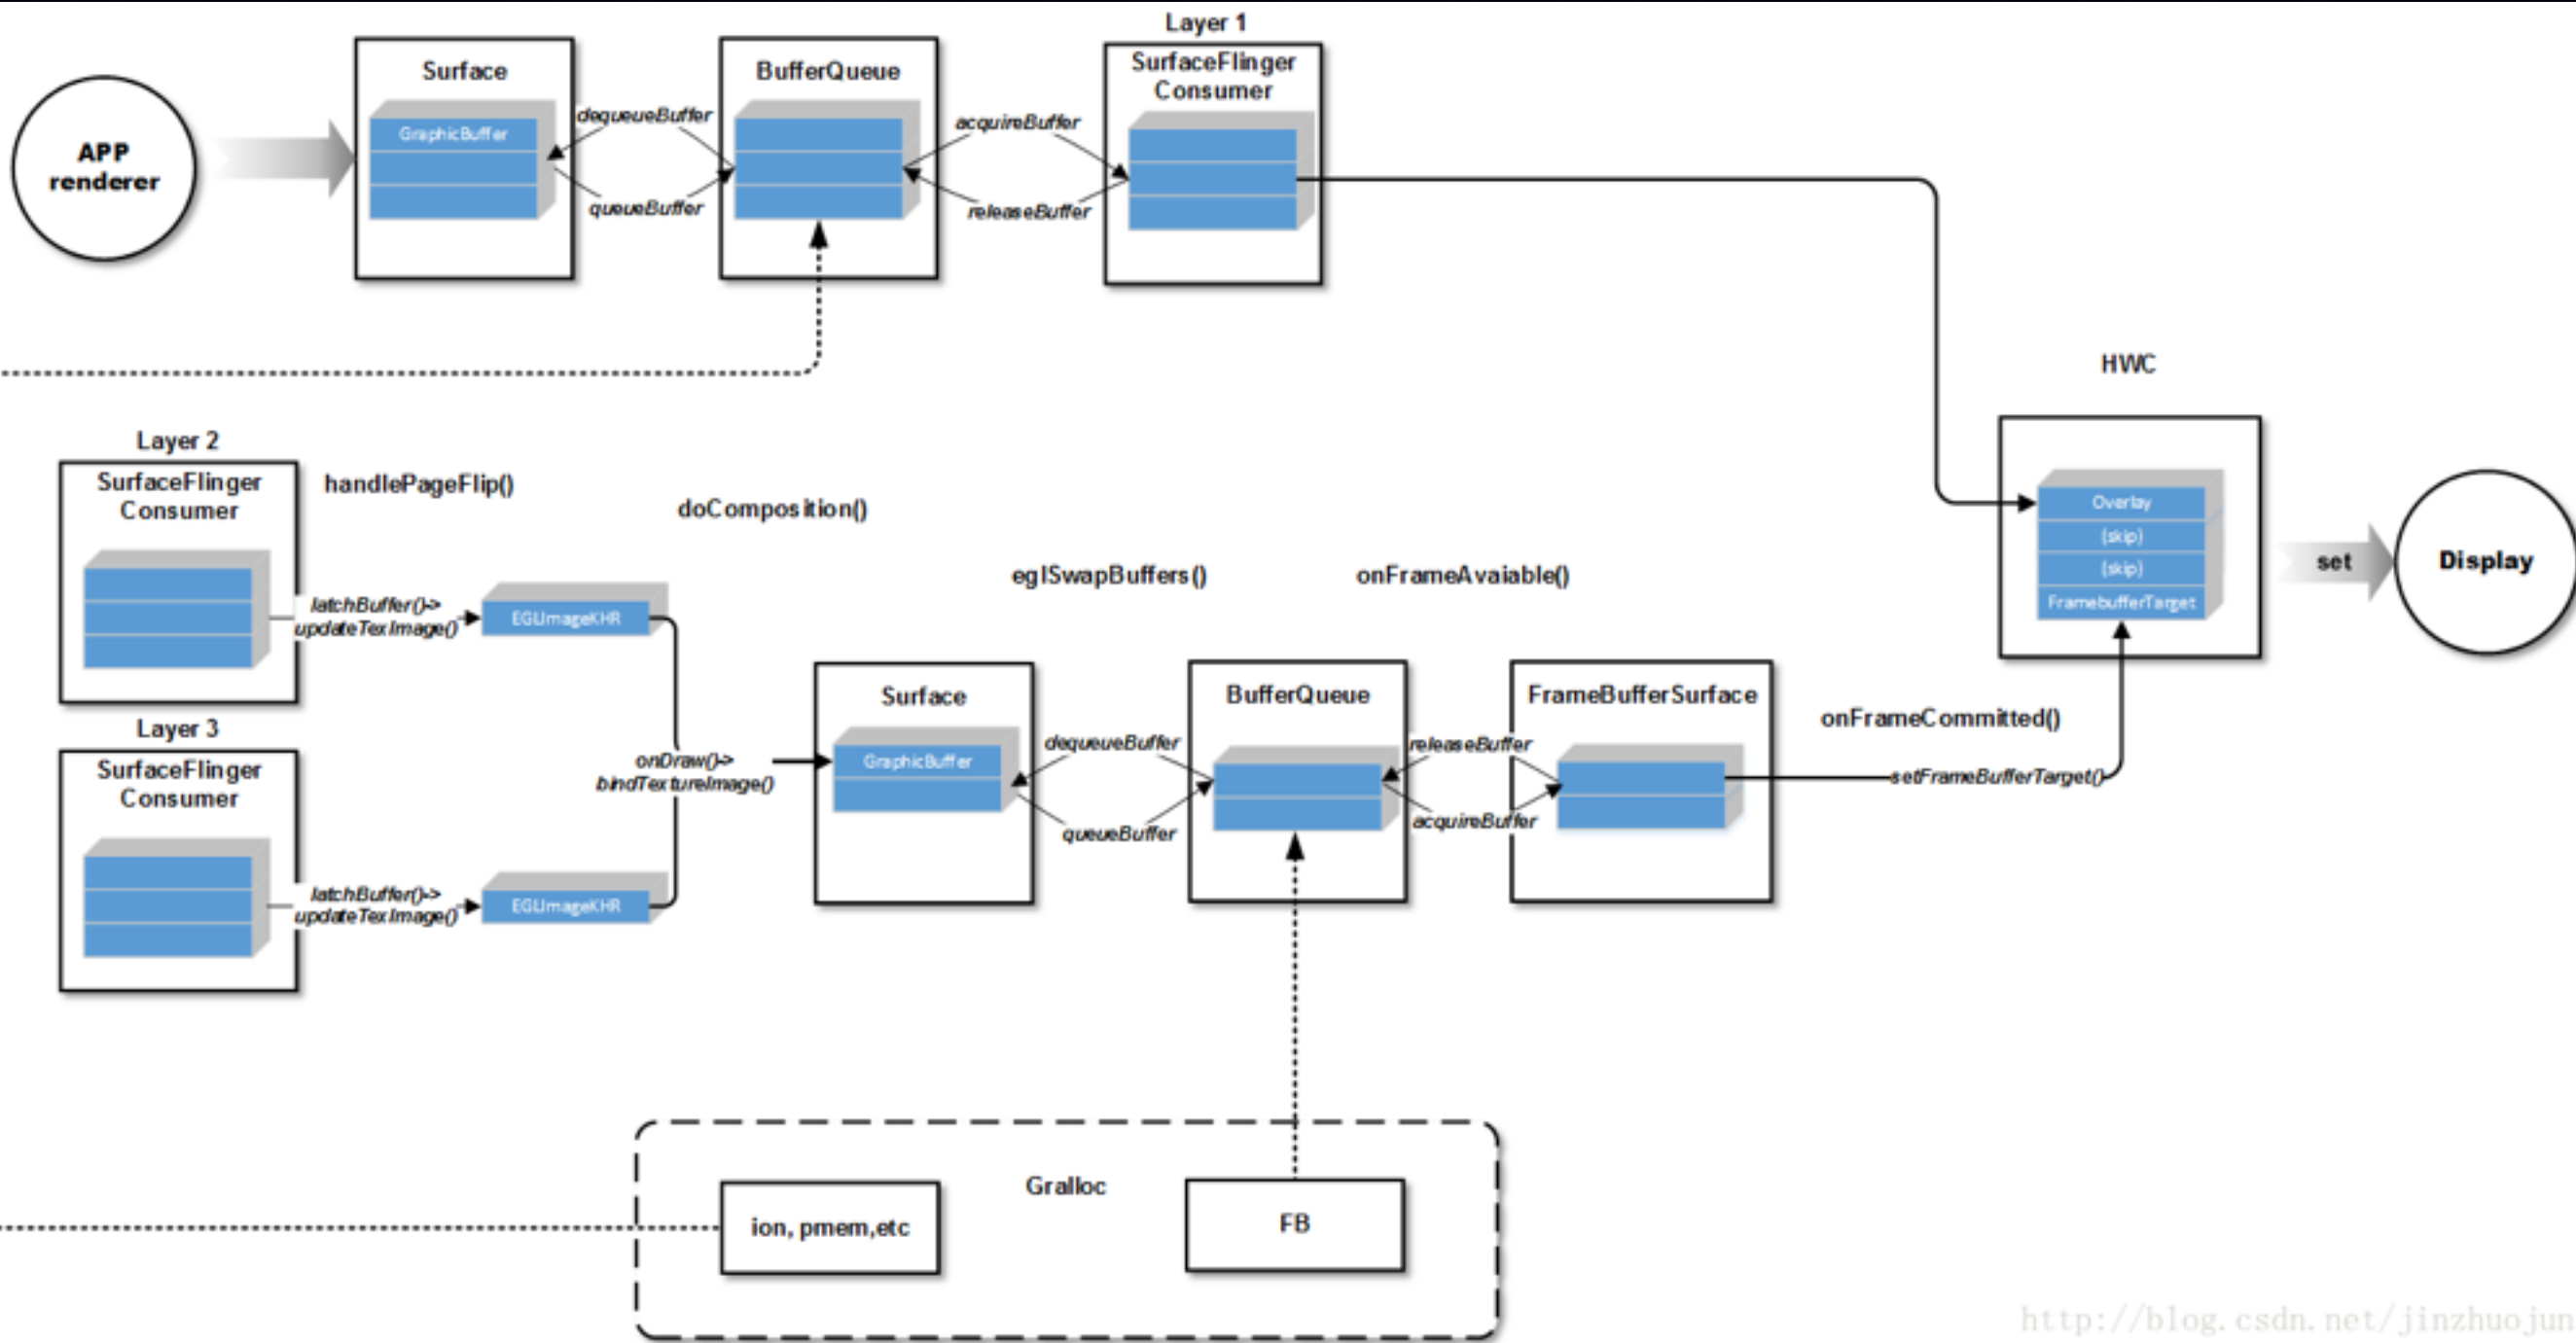 Layer 1
APP
renderer
Surface
GraphicBuffer
dequeueBuffer
queueBuffer
BufferQueue
acquireBuffer
releaseBuffer
SurfaceFlinger
Consumer
HWC
Overlay
(skip)
(skip)
FramebufferTarget
set
Display
Layer 2
SurfaceFlinger
Consumer
handlePageFlip()
doComposition()
eglSwapBuffers()
onFrameAvaiable()
latchBuffer()->
updateTexImage()
EGLImageKHR
Layer 3
SurfaceFlinger
Consumer
latchBuffer()->
updateTexImage()
EGLImageKHR
onDraw()->
bindTextureImage()
Surface
GraphicBuffer
dequeueBuffer
queueBuffer
BufferQueue
releaseBuffer
acquireBuffer
FrameBufferSurface
onFrameCommitted()
setFrameBufferTarget()
Gralloc
ion, pmem,etc
FB
http://blog.csdn.net/jinzhuojun